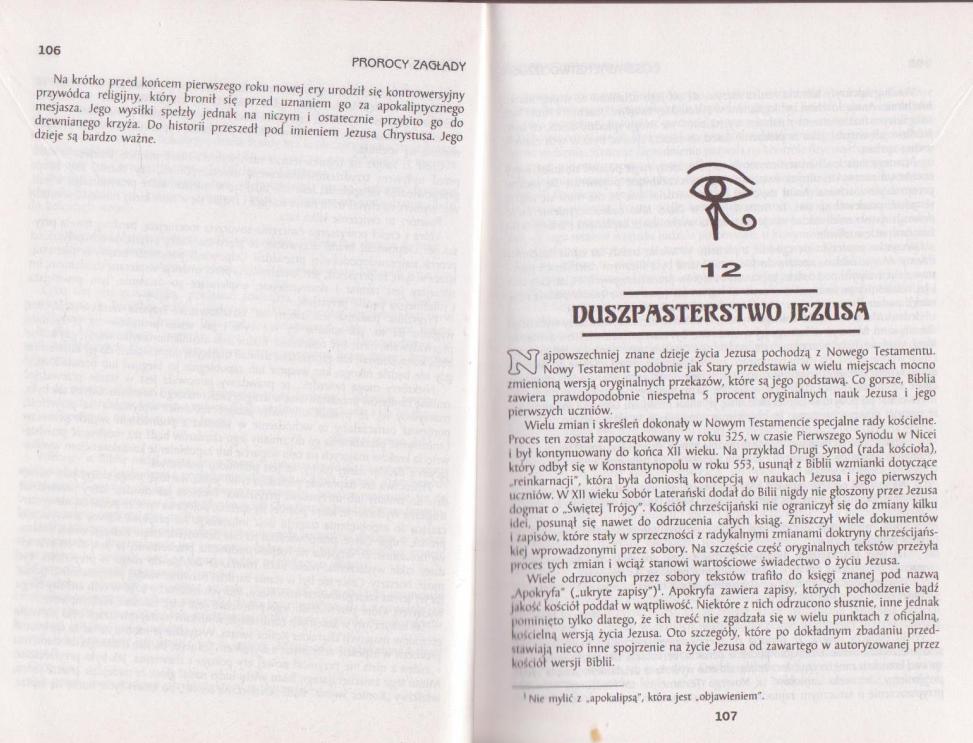 106
PROROCY ZAGŁADY
Na krótko przed końcem pierwszego roku nowej ery urodził się kontrowersyjny
przywódca religijny, który bronił się przed uznaniem go za apokaliptycznego
mesjasza. Jego wysiłki spełzły jednak na niczym i ostatecznie przybito go do
drewnianego krzyża. Do historii przeszedł pod imieniem Jezusa Chrystusa. Jego
dzieje są bardzo ważne.
12
DUSZPASTERSTWO JEZUSA
Najpowszechniej znane dzieje życia Jezusa pochodzą z Nowego Testamentu.
Nowy Testament podobnie jak Stary przedstawia w wielu miejscach mocno
zmienioną wersją oryginalnych przekazów, które są jego podstawą. Co gorsze, Biblia
zawiera prawdopodobnie niespełna 5 procent oryginalnych nauk Jezusa i jego
pierwszych uczniów.
Wielu zmian i skreśleń dokonały w Nowym Testamencie specjalne rady kościelne.
Proces ten został zapoczątkowany w roku 325, w czasie Pierwszego Synodu w Nicei
i był kontynuowany do końca XII wieku. Na przykład Drugi Synod (rada kościoła),
który odbył się w Konstantynopolu w roku 553, usunął z Biblii wzmianki dotyczące
„reinkarnacji", która była doniosłą koncepcją w naukach Jezusa i jego pierwszych
uczniów. W XII wieku Sobór Laterański dodał do Bilii nigdy nie głoszony przez Jezusa
dogmat o „Świętej Trójcy". Kościół chrześcijański nie ograniczył się do zmiany kilku
idei, posunął się nawet do odrzucenia całych ksiąg. Zniszczył wiele dokumentów
i zapisów, które stały w sprzeczności z radykalnymi zmianami doktryny chrześcijańs-
kiej wprowadzonymi przez sobory. Na szczęście część oryginalnych tekstów przeżyła
proces tych zmian i wciąż stanowi wartościowe świadectwo o życiu Jezusa.
Wiele odrzuconych przez sobory tekstów trafiło do księgi znanej pod nazwą
„Apokryfa" („ukryte zapisy")¹. Apokryfa zawiera zapisy, których pochodzenie bądź
jakość kościół poddał w wątpliwość. Niektóre z nich odrzucono słusznie, inne jednak
pominięto tylko dlatego, że ich treść nie zgadzała się w wielu punktach z oficjalną,
kościelną wersją życia Jezusa. Oto szczegóły, które po dokładnym zbadaniu przed-
stawiają nieco inne spojrzenie na życie Jezusa od zawartego w autoryzowanej przez
kościół wersji Biblii.
¹ Nie mylić z „apokalipsą", która jest „objawieniem".
107